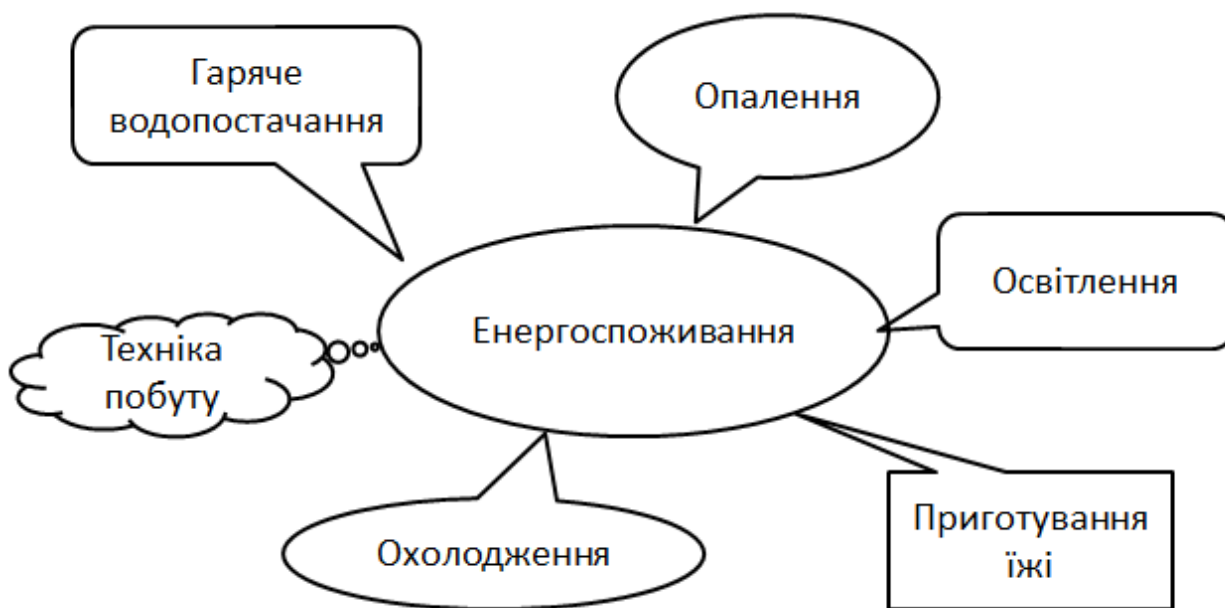 Гаряче
водопостачання
Опалення
Освітлення
Енергоспоживання
Техніка
побуту
Охолодження
Приготування
їжі